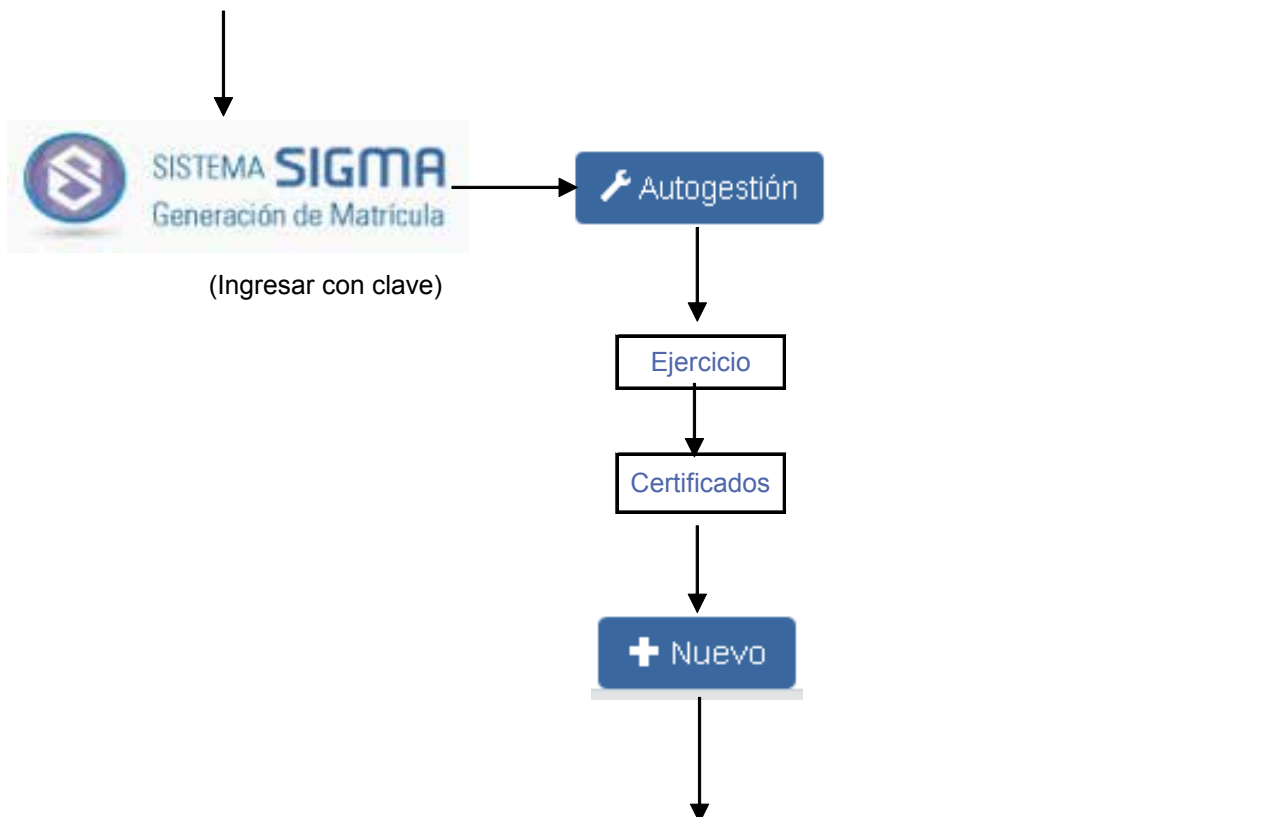 SISTEMA SIGMA
Generación de Matrícula
Autogestión
(Ingresar con clave)
Ejercicio
Certificados
Nuevo